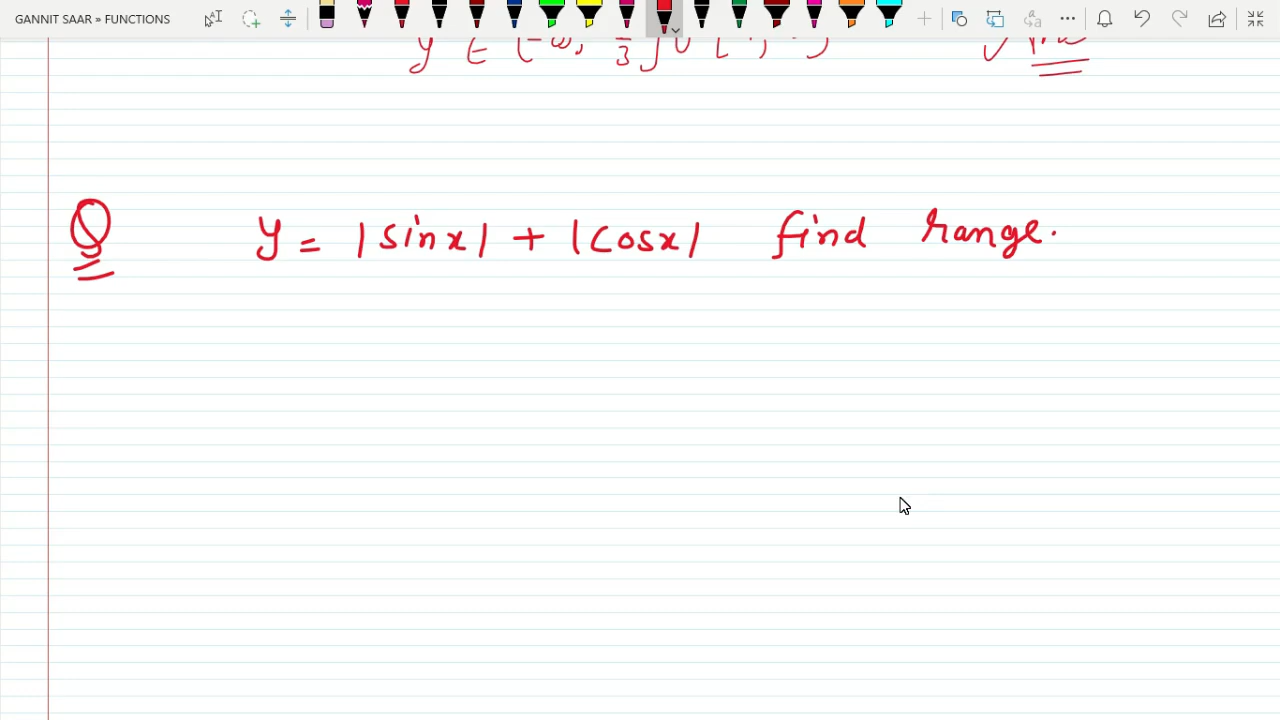 GANNIT SAAR » FUNCTIONS
Q y = |sinx| + |cosx| find range.